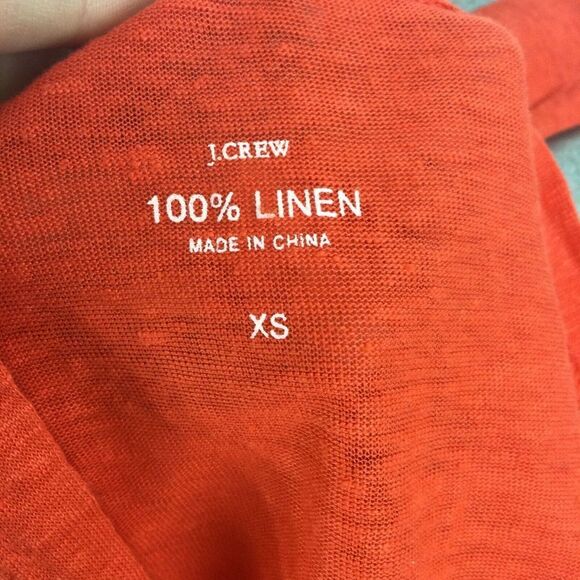 J.CREW
100% LINEN
MADE IN CHINA
XS